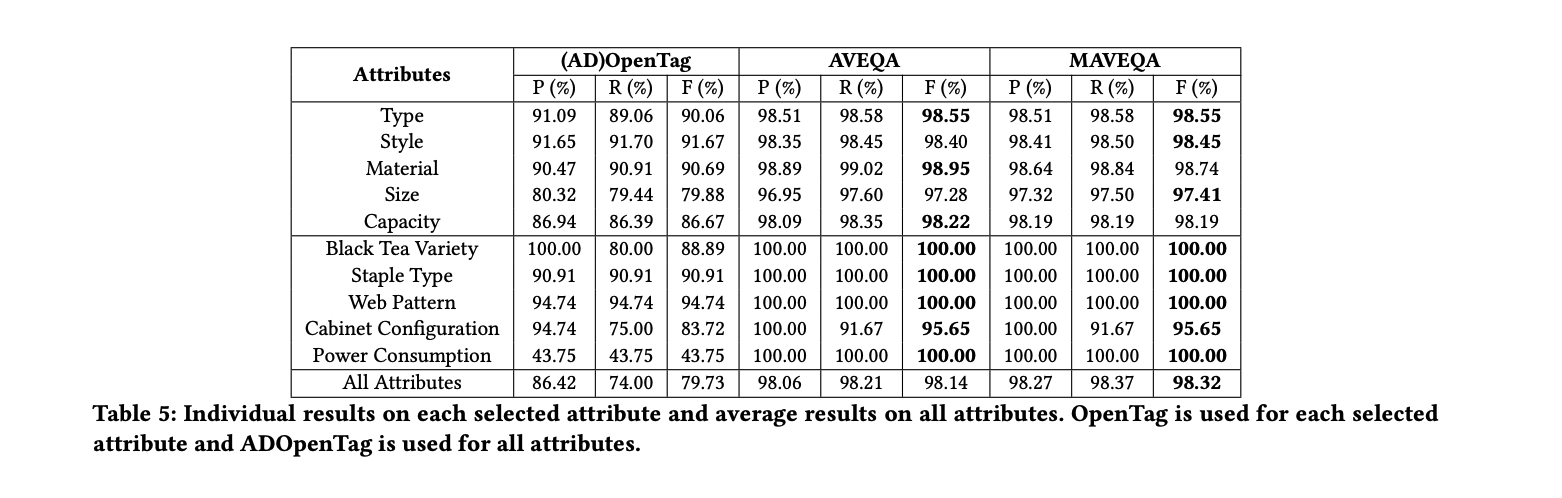 Attributes (AD)OpenTag AVEQA MAVEQA
P (%) R (%) F (%) P (%) R (%) F (%) P (%) R (%) F (%)
Type 91.09 89.06 90.06 98.51 98.58 98.55 98.51 98.58 98.55
Style 91.65 91.70 91.67 98.35 98.45 98.40 98.41 98.50 98.45
Material 90.47 90.91 90.69 98.89 99.02 98.95 98.64 98.84 98.74
Size 80.32 79.44 79.88 96.95 97.60 97.28 97.32 97.50 97.41
Capacity 86.94 86.39 86.67 98.09 98.35 98.22 98.19 98.19 98.19
Black Tea Variety 100.00 80.00 88.89 100.00 100.00 100.00 100.00 100.00 100.00
Staple Type 90.91 90.91 90.91 100.00 100.00 100.00 100.00 100.00 100.00
Web Pattern 94.74 94.74 94.74 100.00 100.00 100.00 100.00 100.00 100.00
Cabinet Configuration 94.74 75.00 83.72 100.00 91.67 95.65 100.00 91.67 95.65
Power Consumption 43.75 43.75 43.75 100.00 100.00 100.00 100.00 100.00 100.00
All Attributes 86.42 74.00 79.73 98.06 98.21 98.14 98.27 98.37 98.32
Table 5: Individual results on each selected attribute and average results on all attributes. OpenTag is used for each selected
attribute and ADOpenTag is used for all attributes.